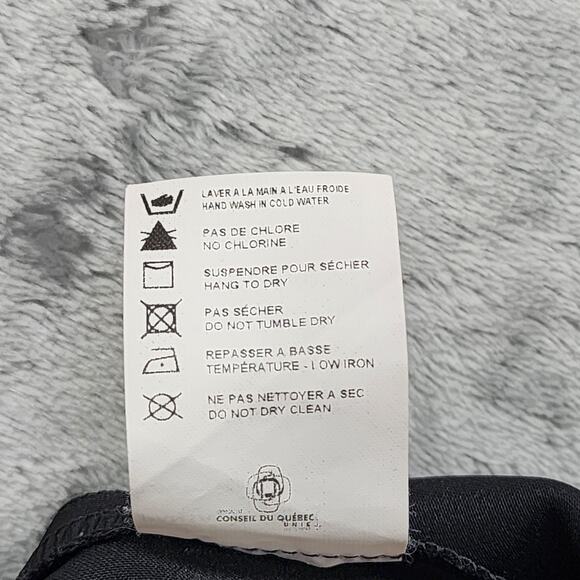 LAVER A LA MAIN A L'EAU FROIDE
HAND WASH IN COLD WATER
PAS DE CHLORE
NO CHLORINE
SUSPENDRE POUR SÉCHER
HANG TO DRY
PAS SÉCHER
DO NOT TUMBLE DRY
REPASSER A BASSE
TEMPÉRATURE - LOW IRON
NE PAS NETTOYER A SEC
DO NOT DRY CLEAN
CONSEIL DU QUÉBEC